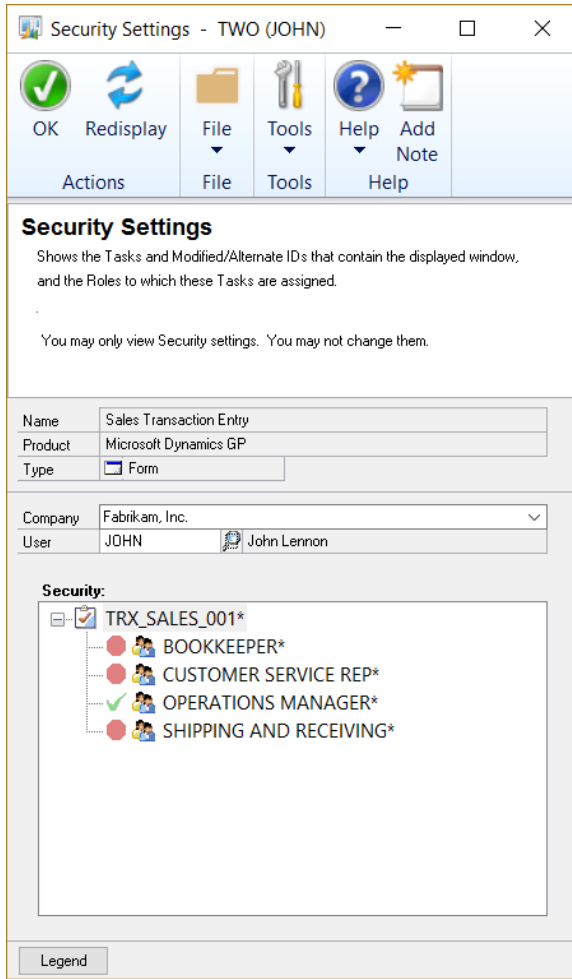 Security Settings  -  TWO (JOHN)
OK
Redisplay
File
Tools
Help
Add
Note
Actions
File
Tools
Help
Security Settings
Shows the Tasks and Modified/Alternate IDs that contain the displayed window,
and the Roles to which these Tasks are assigned.
.
You may only view Security settings.  You may not change them.
Name
Sales Transaction Entry
Product
Microsoft Dynamics GP
Type
Form
Company
Fabrikam, Inc.
User
JOHN
John Lennon
Security:
TRX_SALES_001*
BOOKKEEPER*
CUSTOMER SERVICE REP*
OPERATIONS MANAGER*
SHIPPING AND RECEIVING*
Legend